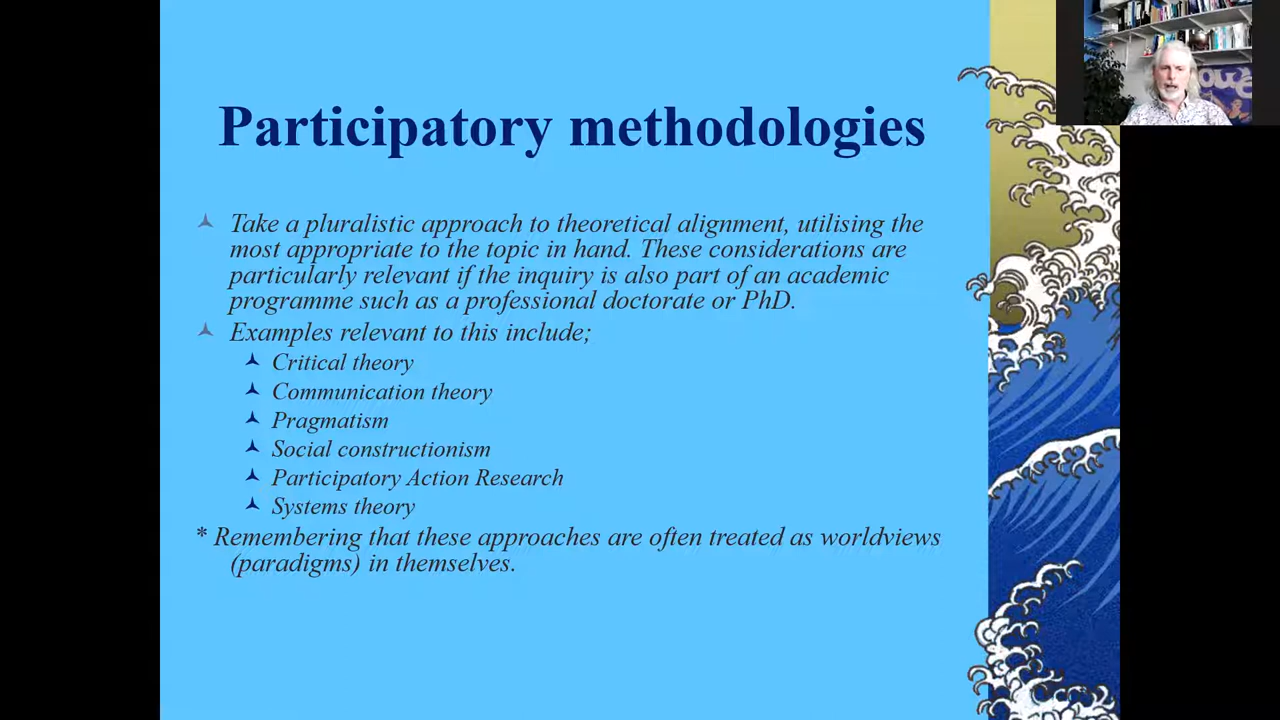 Participatory methodologies
Take a pluralistic approach to theoretical alignment, utilising the
most appropriate to the topic in hand. These considerations are
particularly relevant if the inquiry is also part of an academic
programme such as a professional doctorate or PhD.
Examples relevant to this include;
Critical theory
Communication theory
Pragmatism
Social constructionism
Participatory Action Research
Systems theory
* Remembering that these approaches are often treated as worldviews
(paradigms) in themselves.